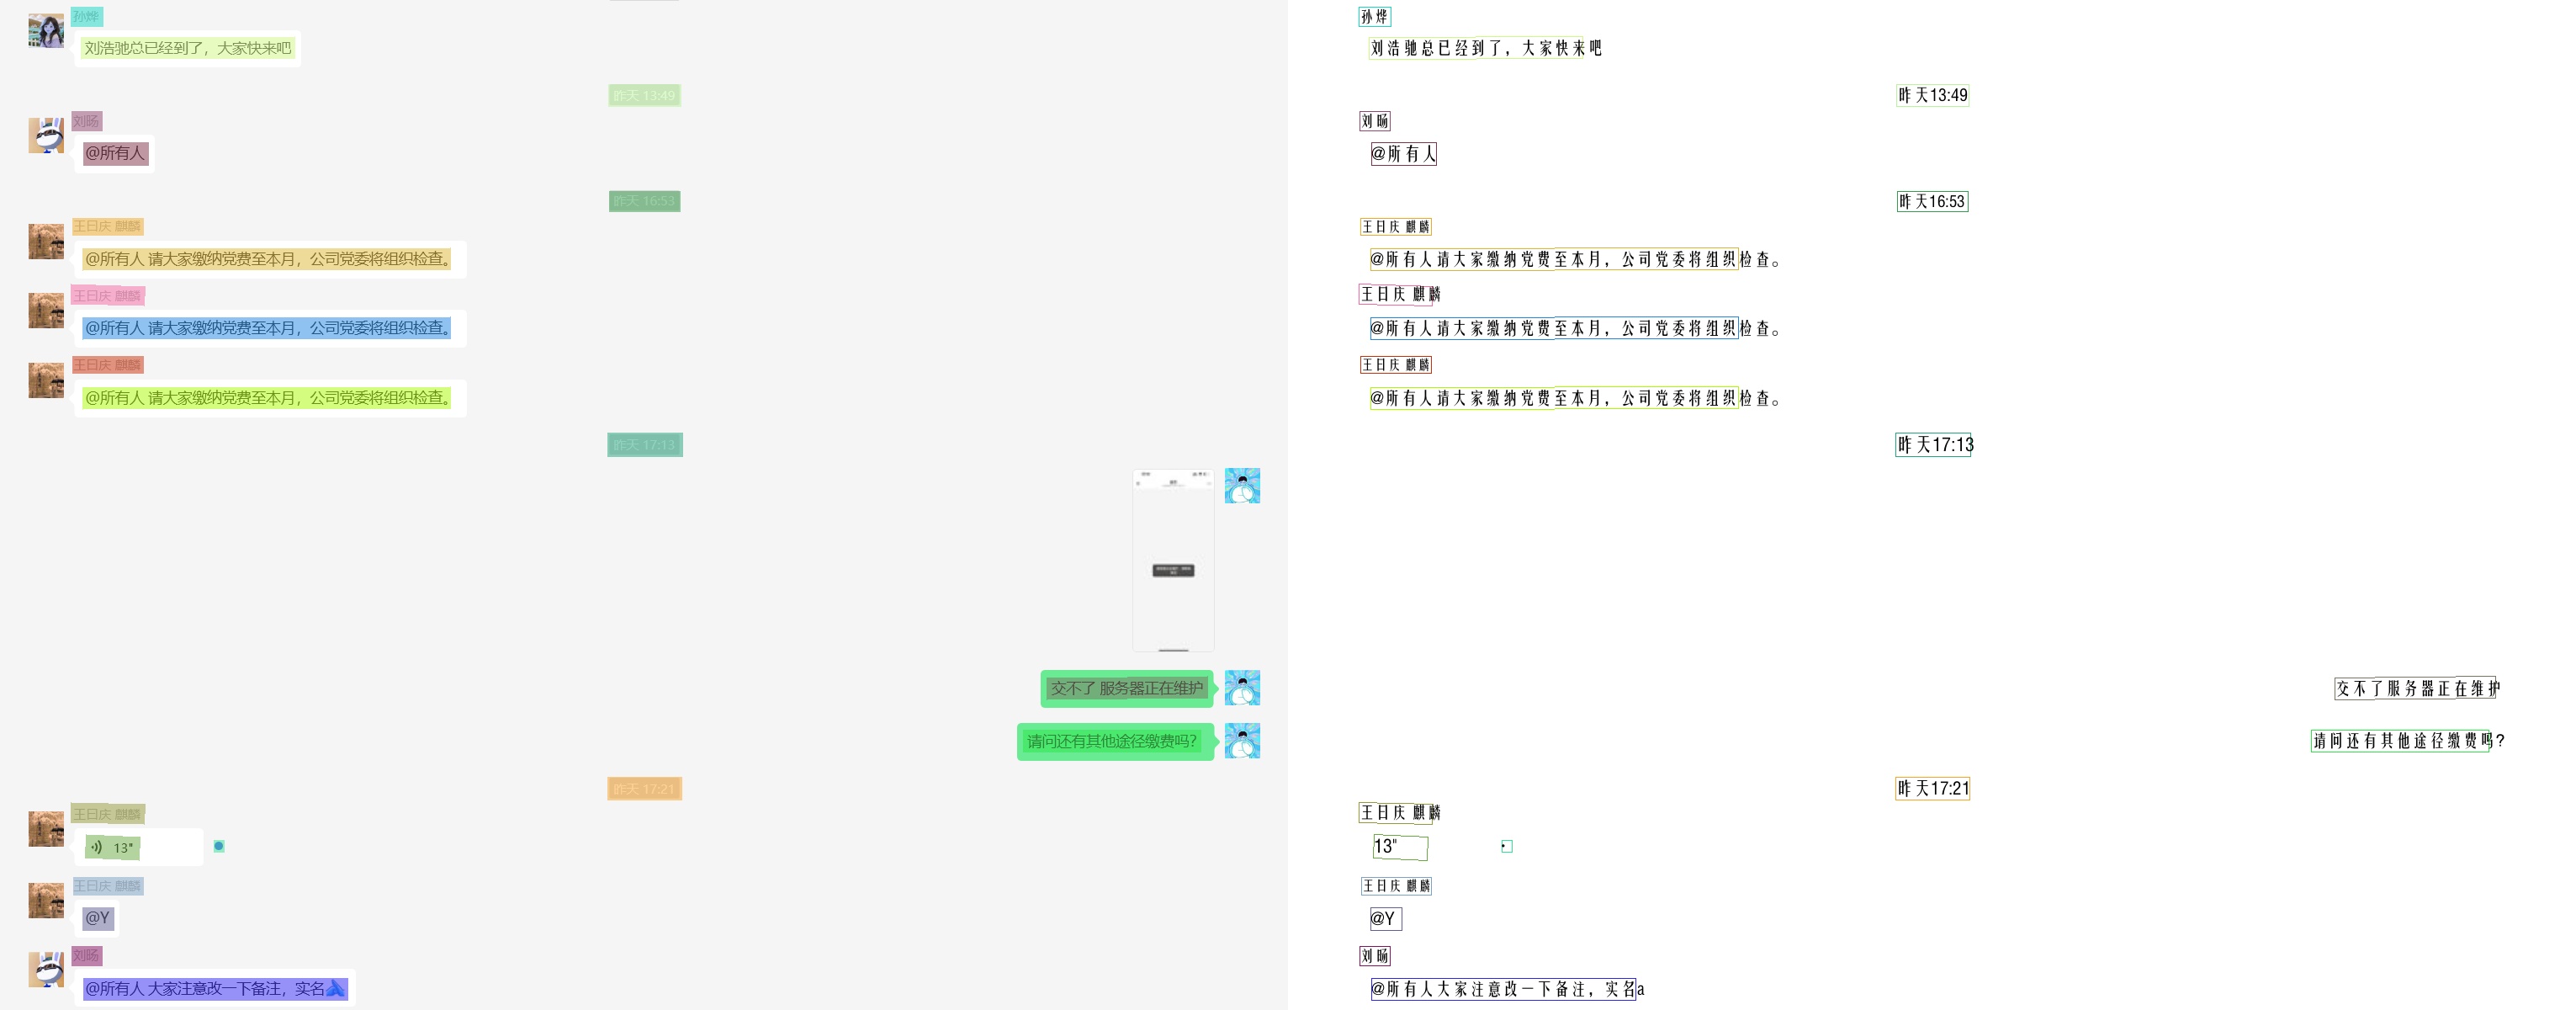 孙烨
刘浩驰总已经到了，大家快来吧
昨天 13:49
刘旸
@所有人
昨天 16:53
王日庆 麒麟
@所有人 请大家缴纳党费至本月，公司党委将组织检查。
王日庆 麒麟
@所有人 请大家缴纳党费至本月，公司党委将组织检查。
王日庆 麒麟
@所有人 请大家缴纳党费至本月，公司党委将组织检查。
昨天 17:13
交不了 服务器正在维护
请问还有其他途径缴费吗？
昨天 17:21
王日庆 麒麟
13"
王日庆 麒麟
@Y
刘旸
@所有人 大家注意改一下备注，实名
孙烨
刘浩驰总已经到了，大家快来吧
昨天13:49
刘旸
@所有人
昨天16:53
王日庆 麒麟
@所有人请大家缴纳党费至本月，公司党委将组织检查。
王日庆 麒麟
@所有人请大家缴纳党费至本月，公司党委将组织检查。
王日庆 麒麟
@所有人请大家缴纳党费至本月，公司党委将组织检查。
昨天17:13
交不了服务器正在维护
请问还有其他途径缴费吗?
昨天17:21
王日庆 麒麟
13"
王日庆 麒麟
@Y
刘旸
@所有人大家注意改一下备注，实名a